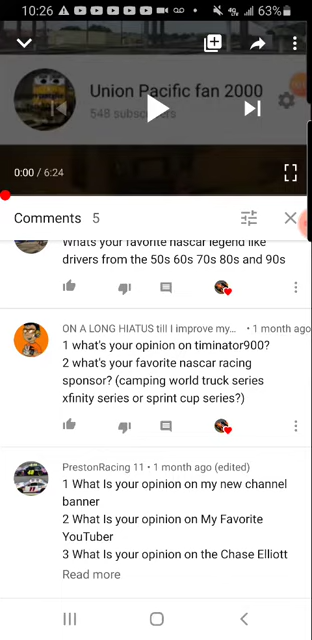 10:26
4G 63%
Union Pacific fan 2000
548 subscribers
0:00 / 6:24
Comments 5
Whats your favorite nascar legend like
drivers from the 50s 60s 70s 80s and 90s
ON A LONG HIATUS till I improve my... • 1 month ago
1 what's your opinion on timinator900?
2 what's your favorite nascar racing
sponsor? (camping world truck series
xfinity series or sprint cup series?)
PrestonRacing 11 • 1 month ago (edited)
1 What Is your opinion on my new channel
banner
2 What Is your opinion on My Favorite
YouTuber
3 What Is your opinion on the Chase Elliott
Read more